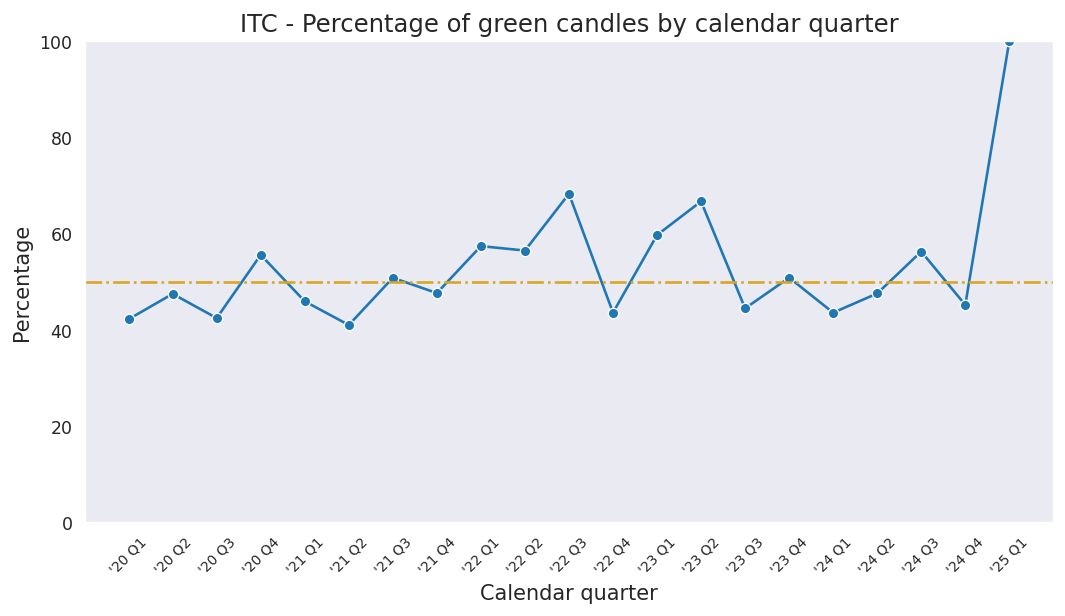 ITC - Percentage of green candles by calendar quarter
Percentage
100
80
60
40
20
0
'20 Q1
'20 Q2
'20 Q3
'20 Q4
'21 Q1
'21 Q2
'21 Q3
'21 Q4
'22 Q1
'22 Q2
'22 Q3
'22 Q4
'23 Q1
'23 Q2
'23 Q3
'23 Q4
'24 Q1
'24 Q2
'24 Q3
'24 Q4
'25 Q1
Calendar quarter